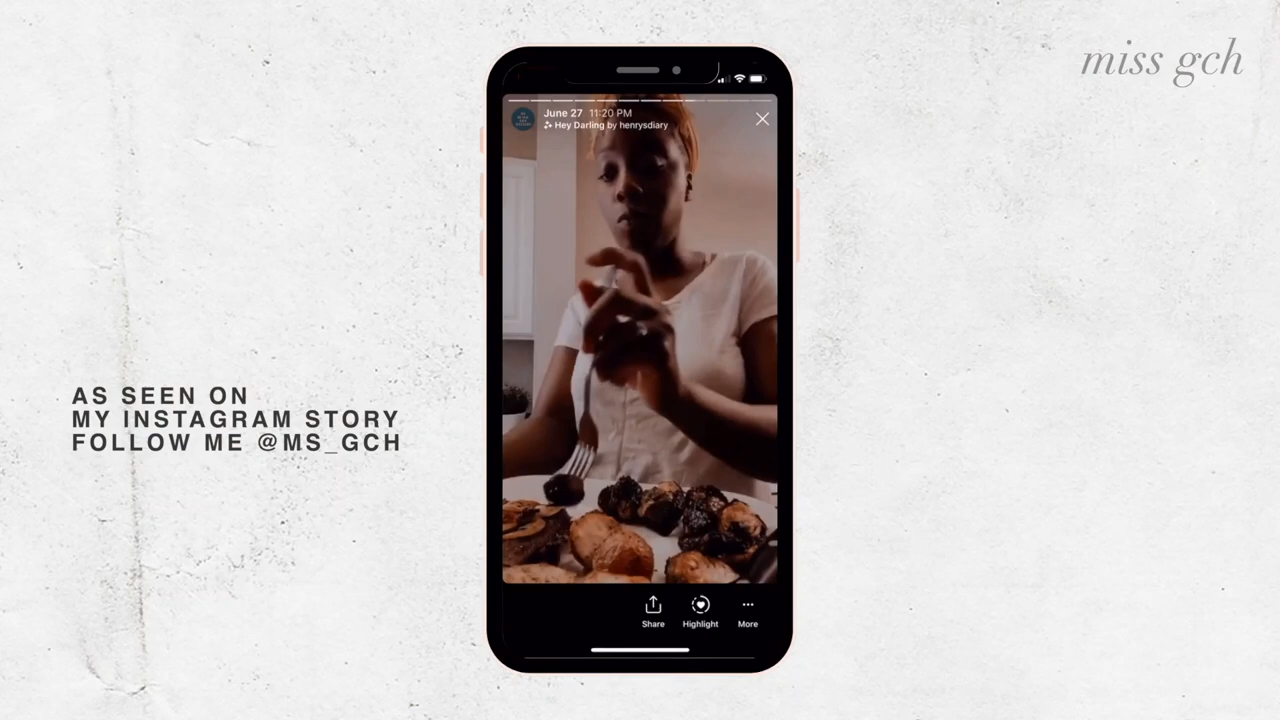 miss gch
June 27 11:20 PM
Hey Darling by henrysdiary
AS SEEN ON
MY INSTAGRAM STORY
FOLLOW ME @MS_GCH
Share Highlight More